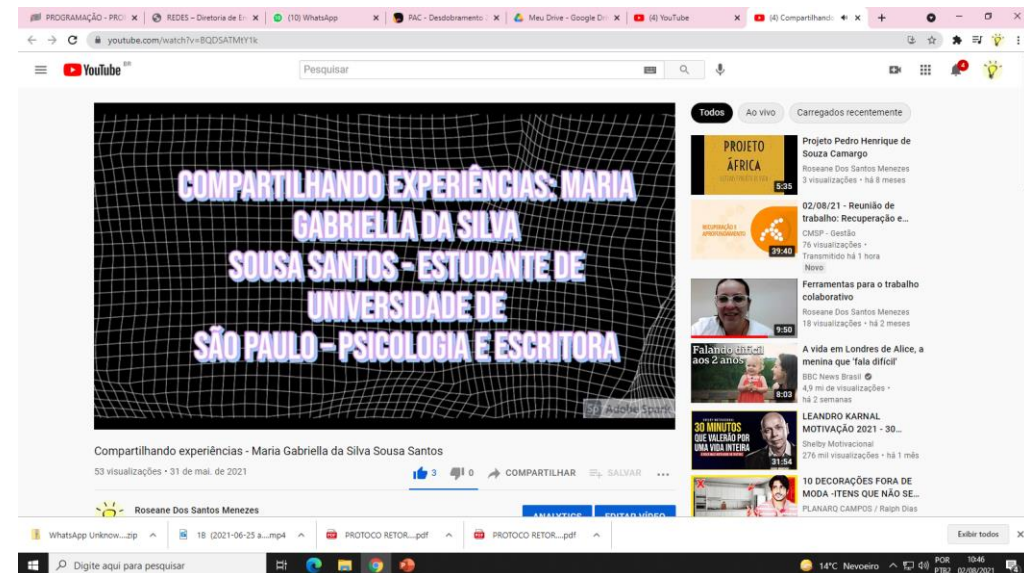 PROGRAMAÇÃO - PRO
REDES – Diretoria de En
(10) WhatsApp
PAC - Desdobramento
Meu Drive - Google Dri
(4) YouTube
(4) Compartilhando
youtube.com/watch?v=BQDSATMtY1k
YouTube BR
Pesquisar
COMPARTILHANDO EXPERIÊNCIAS: MARIA
GABRIELLA DA SILVA
SOUSA SANTOS – ESTUDANTE DE
UNIVERSIDADE DE
SÃO PAULO – PSICOLOGIA E ESCRITORA
Sp Adobe Spark
Compartilhando experiências - Maria Gabriella da Silva Sousa Santos
53 visualizações • 31 de mai. de 2021
3
0
COMPARTILHAR
SALVAR
Roseane Dos Santos Menezes
ANALYTICS
EDITAR VÍDEO
Todos
Ao vivo
Carregados recentemente
PROJETO
ÁFRICA
5:35
Projeto Pedro Henrique de
Souza Camargo
Roseane Dos Santos Menezes
3 visualizações • há 8 meses
RECUPERAÇÃO E
APROFUNDAMENTO
39:40
02/08/21 - Reunião de
trabalho: Recuperação e...
CMSP - Gestão
76 visualizações •
Transmitido há 1 hora
Novo
9:50
Ferramentas para o trabalho
colaborativo
Roseane Dos Santos Menezes
18 visualizações • há 2 meses
Falando difícil
aos 2 anos
8:03
A vida em Londres de Alice, a
menina que 'fala difícil'
BBC News Brasil
4,9 mi de visualizações •
há 2 semanas
30 MINUTOS
QUE VALERÃO POR
UMA VIDA INTEIRA
31:54
LEANDRO KARNAL
MOTIVAÇÃO 2021 - 30...
Shelby Motivacional
276 mil visualizações • há 1 mês
10 DECORAÇÕES FORA DE
MODA -ITENS QUE NÃO SE...
PLANARQ CAMPOS / Ralph Dias
WhatsApp Unknow....zip
18 (2021-06-25 a....mp4
PROTOCO RETOR....pdf
PROTOCO RETOR....pdf
Exibir todos
Digite aqui para pesquisar
14°C Nevoeiro
POR
PTB2
10:46
02/08/2021